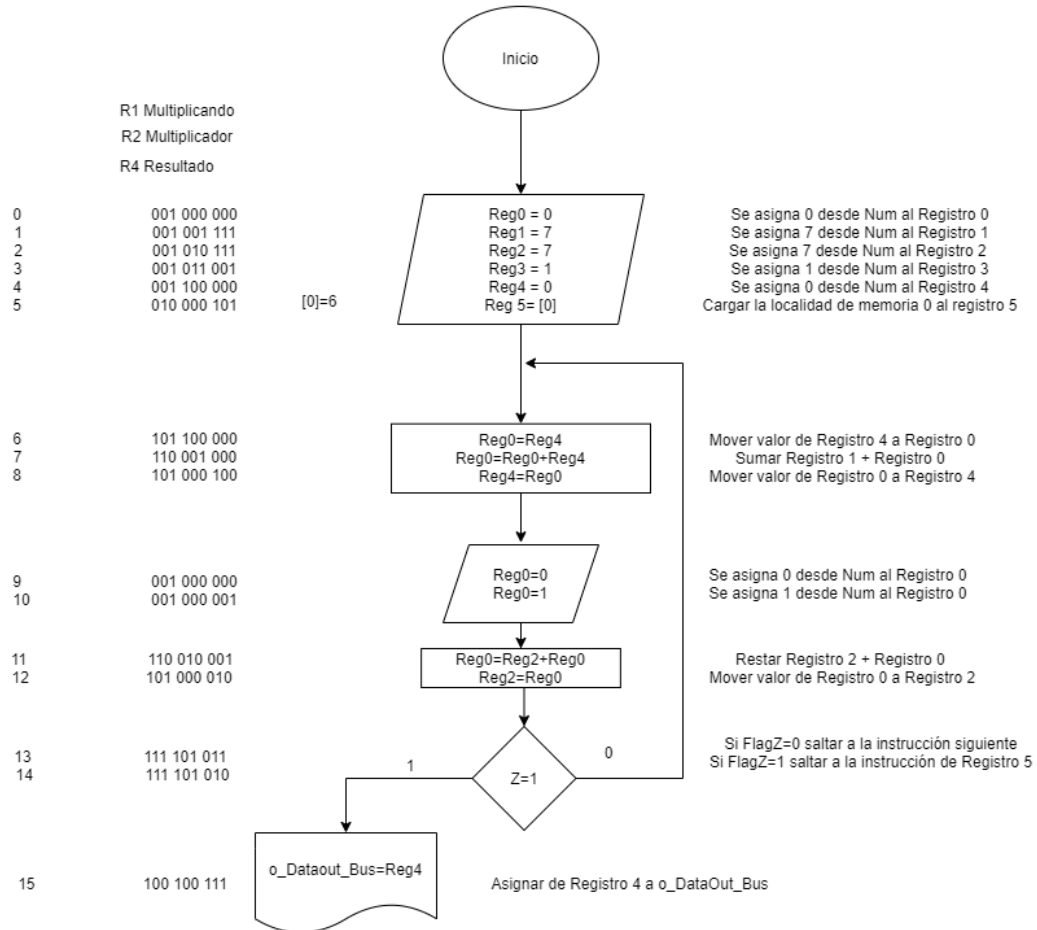 Inicio
R1 Multiplicando
R2 Multiplicador
R4 Resultado
0 001 000 000 Reg0 = 0 Se asigna 0 desde Num al Registro 0
1 001 001 111 Reg1 = 7 Se asigna 7 desde Num al Registro 1
2 001 010 111 Reg2 = 7 Se asigna 7 desde Num al Registro 2
3 001 011 001 Reg3 = 1 Se asigna 1 desde Num al Registro 3
4 001 100 000 Reg4 = 0 Se asigna 0 desde Num al Registro 4
5 010 000 101 [0]=6 Reg 5= [0] Cargar la localidad de memoria 0 al registro 5
6 101 100 000 Reg0=Reg4 Mover valor de Registro 4 a Registro 0
7 110 001 000 Reg0=Reg0+Reg4 Sumar Registro 1 + Registro 0
8 101 000 100 Reg4=Reg0 Mover valor de Registro 0 a Registro 4
9 001 000 000 Reg0=0 Se asigna 0 desde Num al Registro 0
10 001 000 001 Reg0=1 Se asigna 1 desde Num al Registro 0
11 110 010 001 Reg0=Reg2+Reg0 Restar Registro 2 + Registro 0
12 101 000 010 Reg2=Reg0 Mover valor de Registro 0 a Registro 2
13 111 101 011 Si FlagZ=0 saltar a la instrucción siguiente
14 111 101 010 1 Z=1 0 Si FlagZ=1 saltar a la instrucción de Registro 5
15 100 100 111 o_Dataout_Bus=Reg4 Asignar de Registro 4 a o_DataOut_Bus